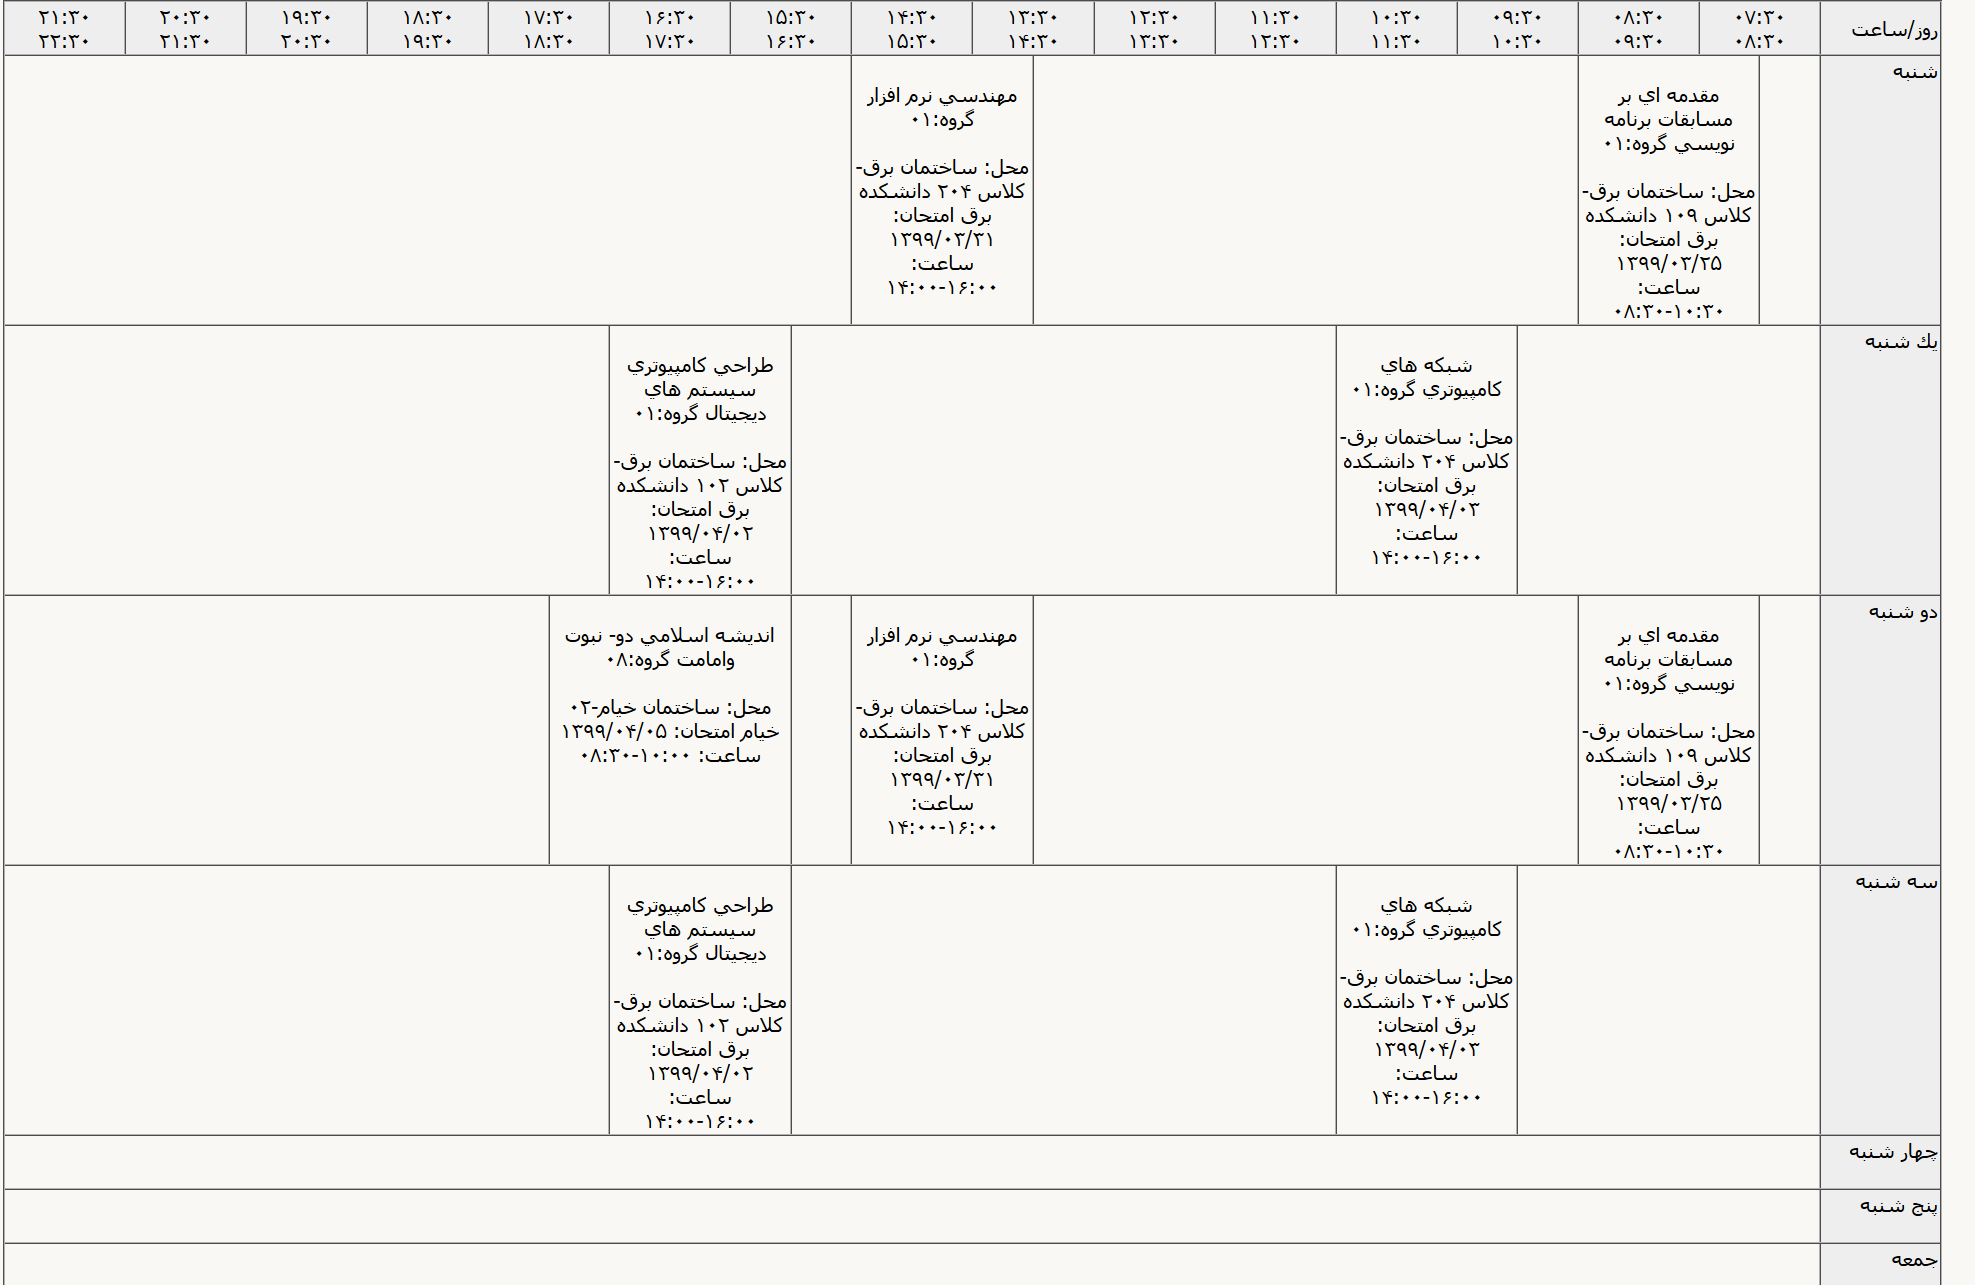 روز/ساعت
۰۷:۳۰
۰۸:۳۰
۰۸:۳۰
۰۹:۳۰
۰۹:۳۰
۱۰:۳۰
۱۰:۳۰
۱۱:۳۰
۱۱:۳۰
۱۲:۳۰
۱۲:۳۰
۱۳:۳۰
۱۳:۳۰
۱۴:۳۰
۱۴:۳۰
۱۵:۳۰
۱۵:۳۰
۱۶:۳۰
۱۶:۳۰
۱۷:۳۰
۱۷:۳۰
۱۸:۳۰
۱۸:۳۰
۱۹:۳۰
۱۹:۳۰
۲۰:۳۰
۲۰:۳۰
۲۱:۳۰
۲۱:۳۰
۲۲:۳۰
شنبه
مقدمه اي بر
مسابقات برنامه
نويسي گروه:۰۱
محل: ساختمان برق-
كلاس ۱۰۹ دانشكده
برق امتحان:
۱۳۹۹/۰۳/۲۵
ساعت:
۰۸:۳۰-۱۰:۳۰
مهندسي نرم افزار
گروه:۰۱
محل: ساختمان برق-
كلاس ۲۰۴ دانشكده
برق امتحان:
۱۳۹۹/۰۳/۳۱
ساعت:
۱۴:۰۰-۱۶:۰۰
يك شنبه
شبكه هاي
كامپيوتري گروه:۰۱
محل: ساختمان برق-
كلاس ۲۰۴ دانشكده
برق امتحان:
۱۳۹۹/۰۴/۰۳
ساعت:
۱۴:۰۰-۱۶:۰۰
طراحي كامپيوتري
سيستم هاي
ديجيتال گروه:۰۱
محل: ساختمان برق-
كلاس ۱۰۲ دانشكده
برق امتحان:
۱۳۹۹/۰۴/۰۲
ساعت:
۱۴:۰۰-۱۶:۰۰
دو شنبه
مقدمه اي بر
مسابقات برنامه
نويسي گروه:۰۱
محل: ساختمان برق-
كلاس ۱۰۹ دانشكده
برق امتحان:
۱۳۹۹/۰۳/۲۵
ساعت:
۰۸:۳۰-۱۰:۳۰
مهندسي نرم افزار
گروه:۰۱
محل: ساختمان برق-
كلاس ۲۰۴ دانشكده
برق امتحان:
۱۳۹۹/۰۳/۳۱
ساعت:
۱۴:۰۰-۱۶:۰۰
انديشه اسلامي دو- نبوت
وامامت گروه:۰۸
محل: ساختمان خيام-۰۲
خيام امتحان: ۱۳۹۹/۰۴/۰۵
ساعت: ۰۸:۳۰-۱۰:۰۰
سه شنبه
شبكه هاي
كامپيوتري گروه:۰۱
محل: ساختمان برق-
كلاس ۲۰۴ دانشكده
برق امتحان:
۱۳۹۹/۰۴/۰۳
ساعت:
۱۴:۰۰-۱۶:۰۰
طراحي كامپيوتري
سيستم هاي
ديجيتال گروه:۰۱
محل: ساختمان برق-
كلاس ۱۰۲ دانشكده
برق امتحان:
۱۳۹۹/۰۴/۰۲
ساعت:
۱۴:۰۰-۱۶:۰۰
چهار شنبه
پنج شنبه
جمعه